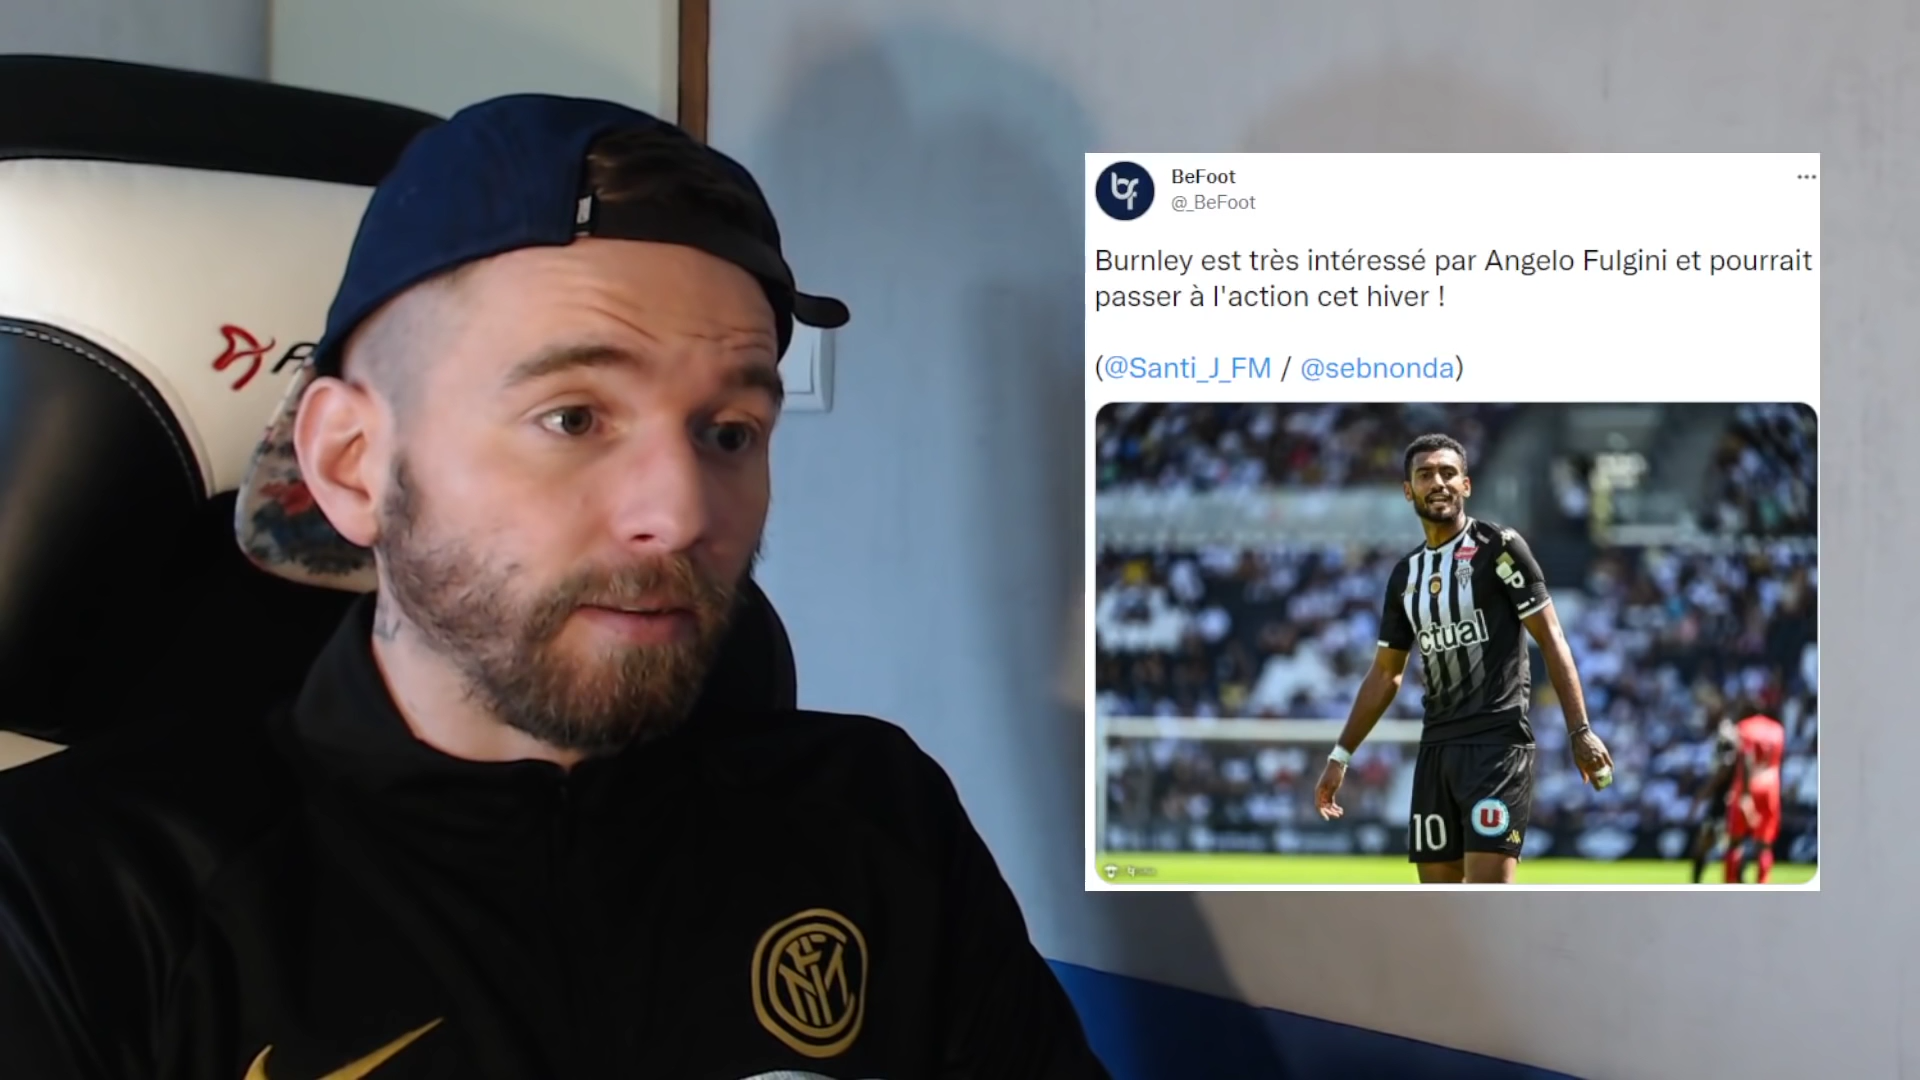 BeFoot
@_BeFoot
Burnley est très intéressé par Angelo Fulgini et pourrait
passer à l'action cet hiver !
(@Santi_J_FM / @sebnonda)
ctual
10
U